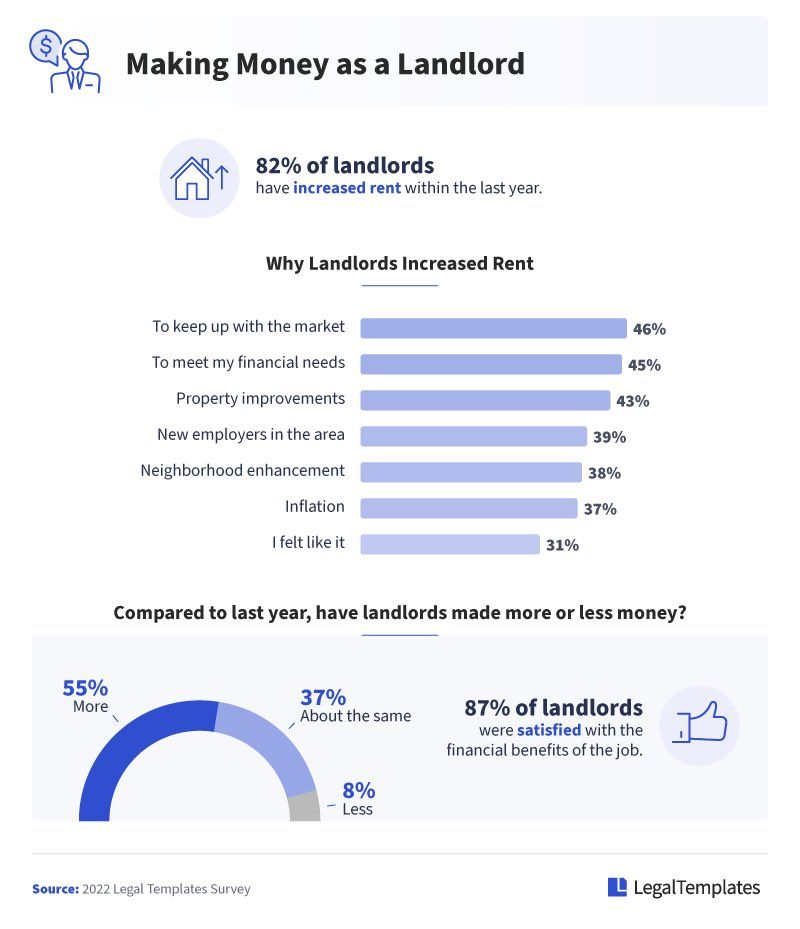 $
Making Money as a Landlord
82% of landlords
have increased rent within the last year.
Why Landlords Increased Rent
To keep up with the market 46%
To meet my financial needs 45%
Property improvements 43%
New employers in the area 39%
Neighborhood enhancement 38%
Inflation 37%
I felt like it 31%
Compared to last year, have landlords made more or less money?
55%
More
37%
About the same
8%
Less
87% of landlords
were satisfied with the
financial benefits of the job.
Source: 2022 Legal Templates Survey
LegalTemplates